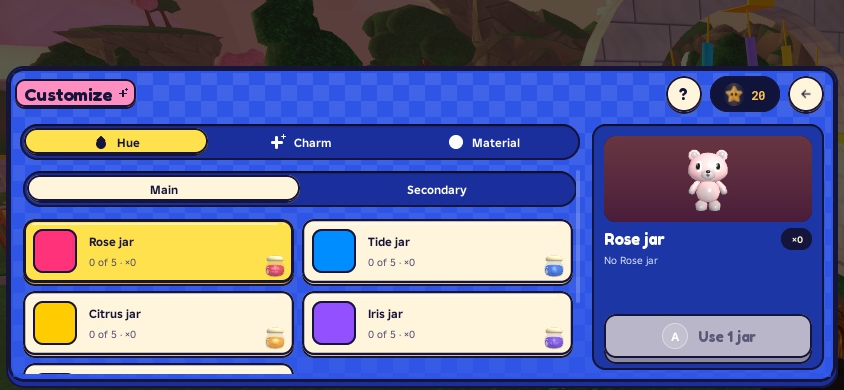 Customize
?
20
Hue
Charm
Material
Main
Secondary
Rose jar
0 of 5 · ×0
Tide jar
0 of 5 · ×0
Citrus jar
0 of 5 · ×0
Iris jar
0 of 5 · ×0
Rose jar
×0
No Rose jar
A Use 1 jar